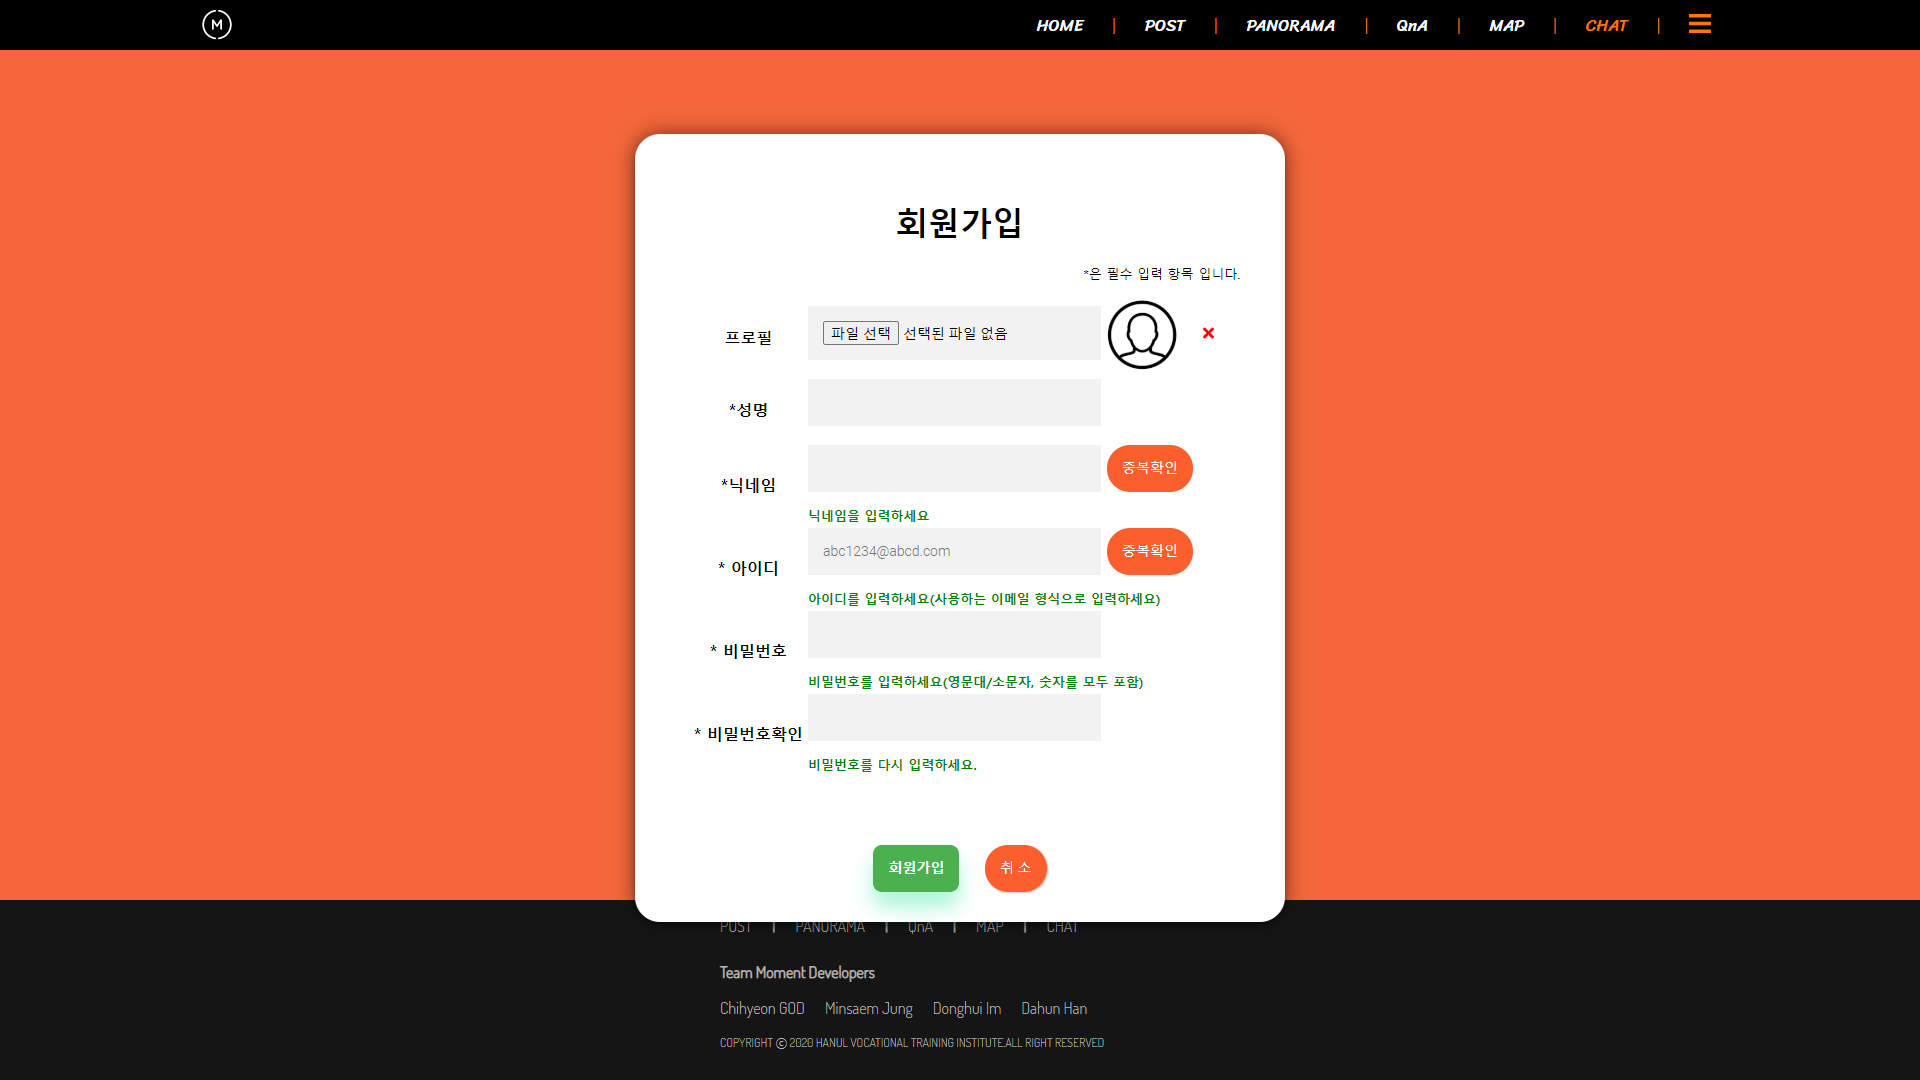 M HOME | POST | PANORAMA | QnA | MAP | CHAT |
회원가입
*은 필수 입력 항목 입니다.
프로필 파일 선택 선택된 파일 없음
*성명
*닉네임 중복확인
닉네임을 입력하세요
* 아이디 abc1234@abcd.com 중복확인
아이디를 입력하세요(사용하는 이메일 형식으로 입력하세요)
* 비밀번호
비밀번호를 입력하세요(영문대/소문자, 숫자를 모두 포함)
* 비밀번호확인
비밀번호를 다시 입력하세요.
회원가입 취 소
POST | PANORAMA | QnA | MAP | CHAT
Team Moment Developers
Chihyeon GOD Minsaem Jung Donghui Im Dahun Han
COPYRIGHT ⓒ 2020 HANUL VOCATIONAL TRAINING INSTITUTE.ALL RIGHT RESERVED